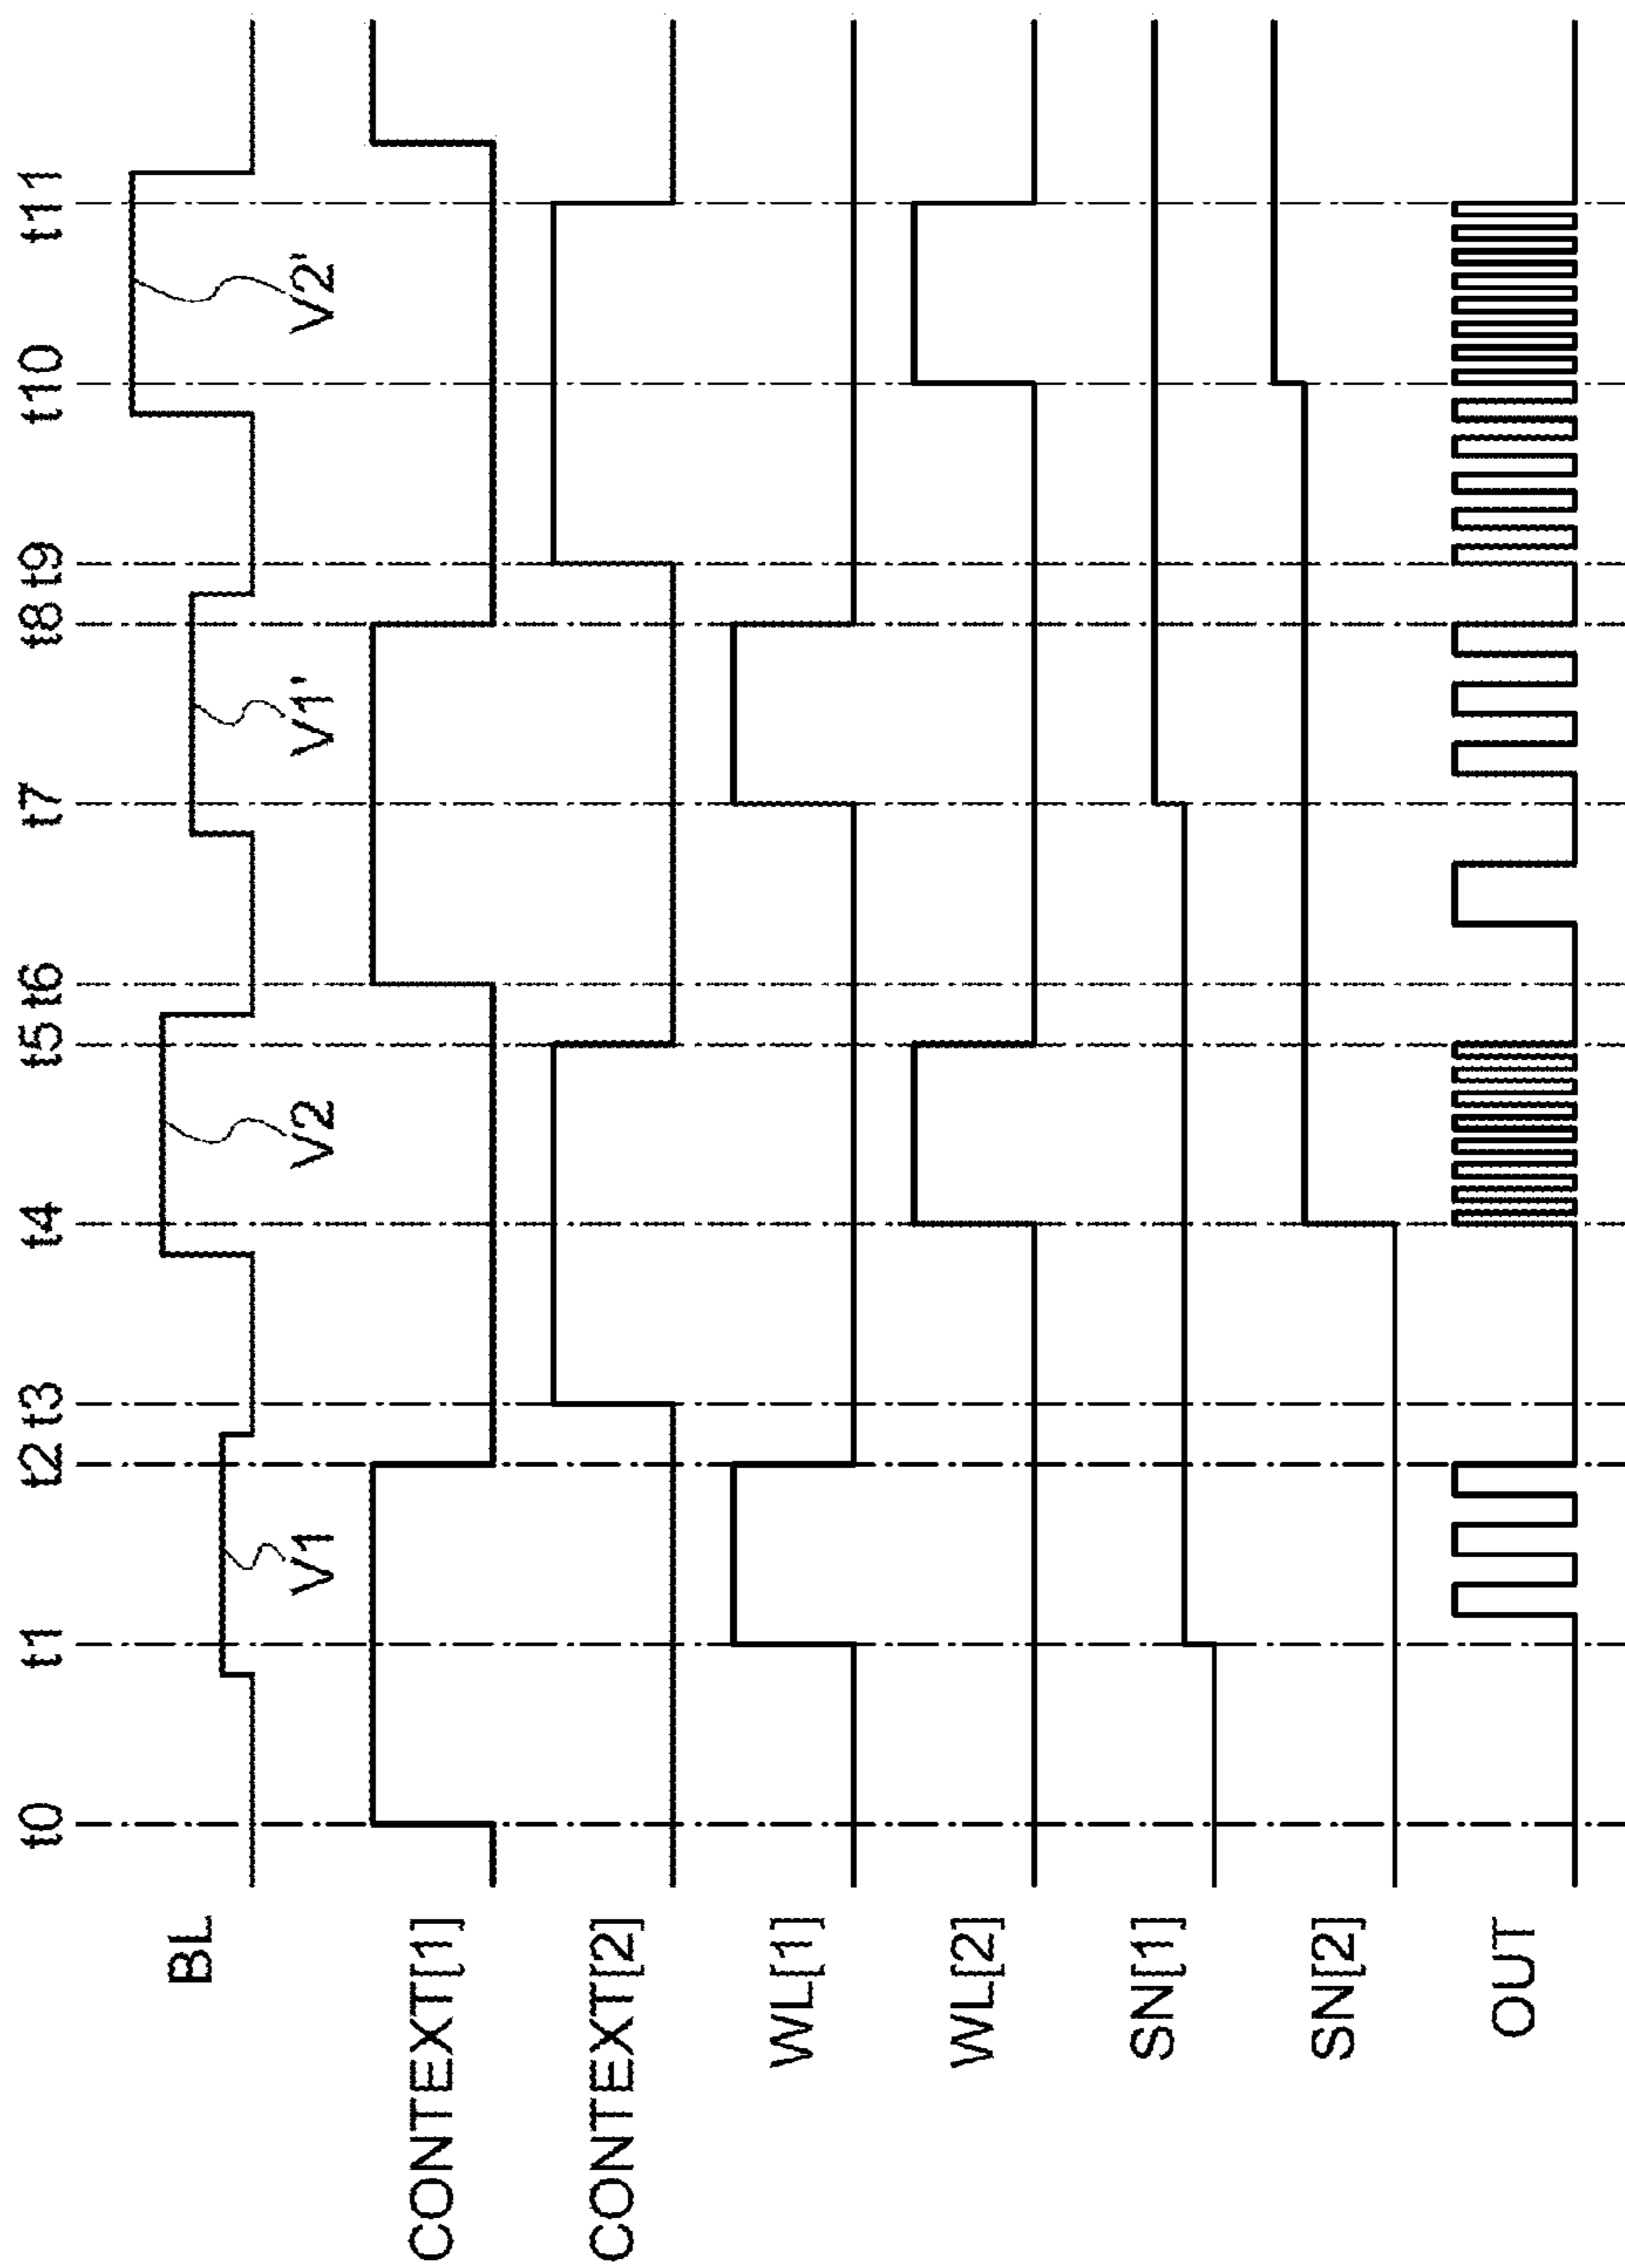 t0 t1 t2 t3 t4 t5 t6 t7 t8 t9 t10 t11
BL
V1 V2 V1' V2'
CONTEXT[1]
CONTEXT[2]
WL[1]
WL[2]
SN[1]
SN[2]
OUT